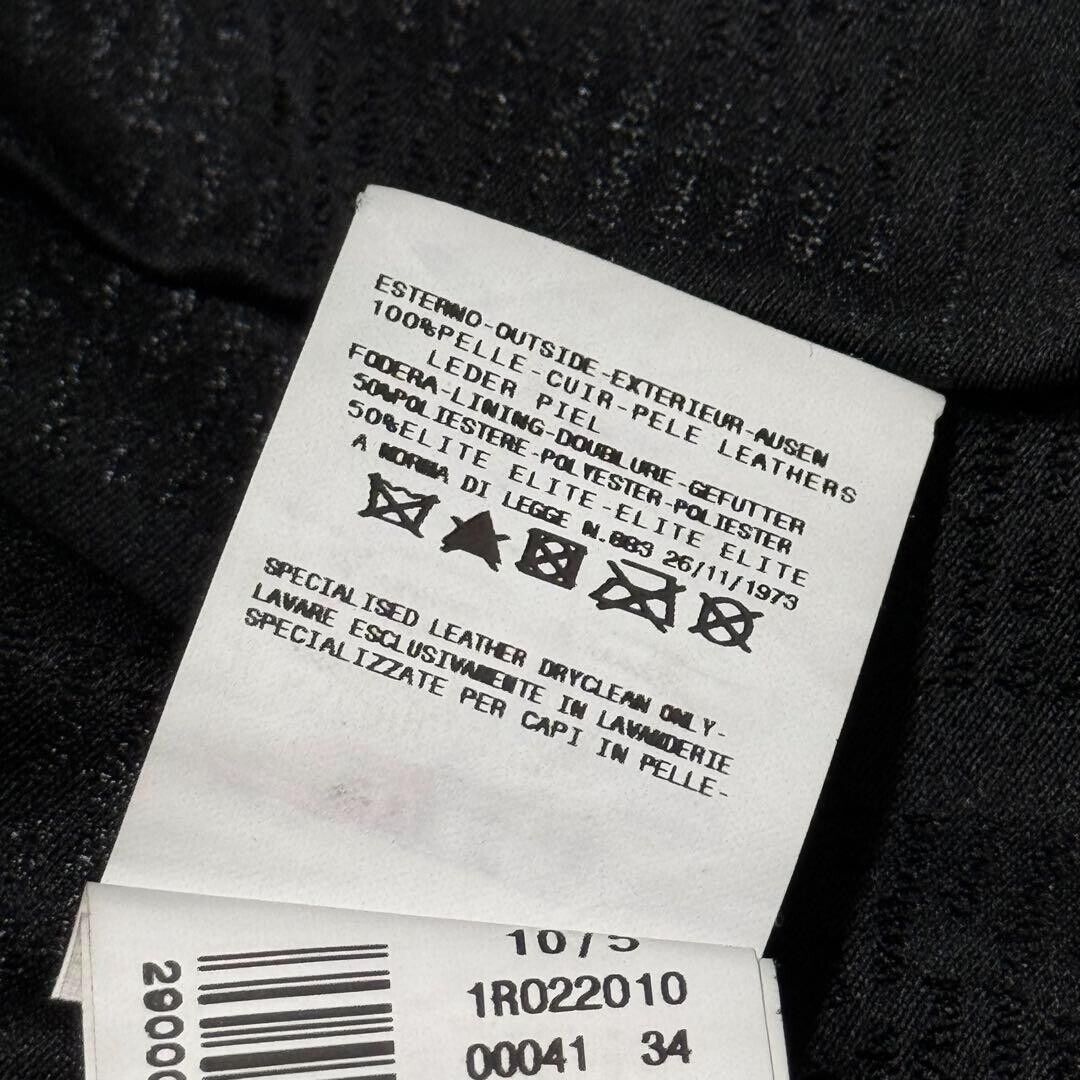 ESTERNO-OUTSIDE-EXTERIEUR-AUSEN
100%PELLE-CUIR-PELE LEATHERS
LEDER PIEL
FODERA-LINING-DOUBLURE-GEFUTTER
50%POLIESTERE-POLYESTER-POLIESTER
50%ELITE ELITE-ELITE ELITE
A NORMA DI LEGGE N.883 26/11/1973
SPECIALISED LEATHER DRYCLEAN ONLY-
LAVARE ESCLUSIVAMENTE IN LAVANDERIE
SPECIALIZZATE PER CAPI IN PELLE-
10/5
1R022010
00041 34